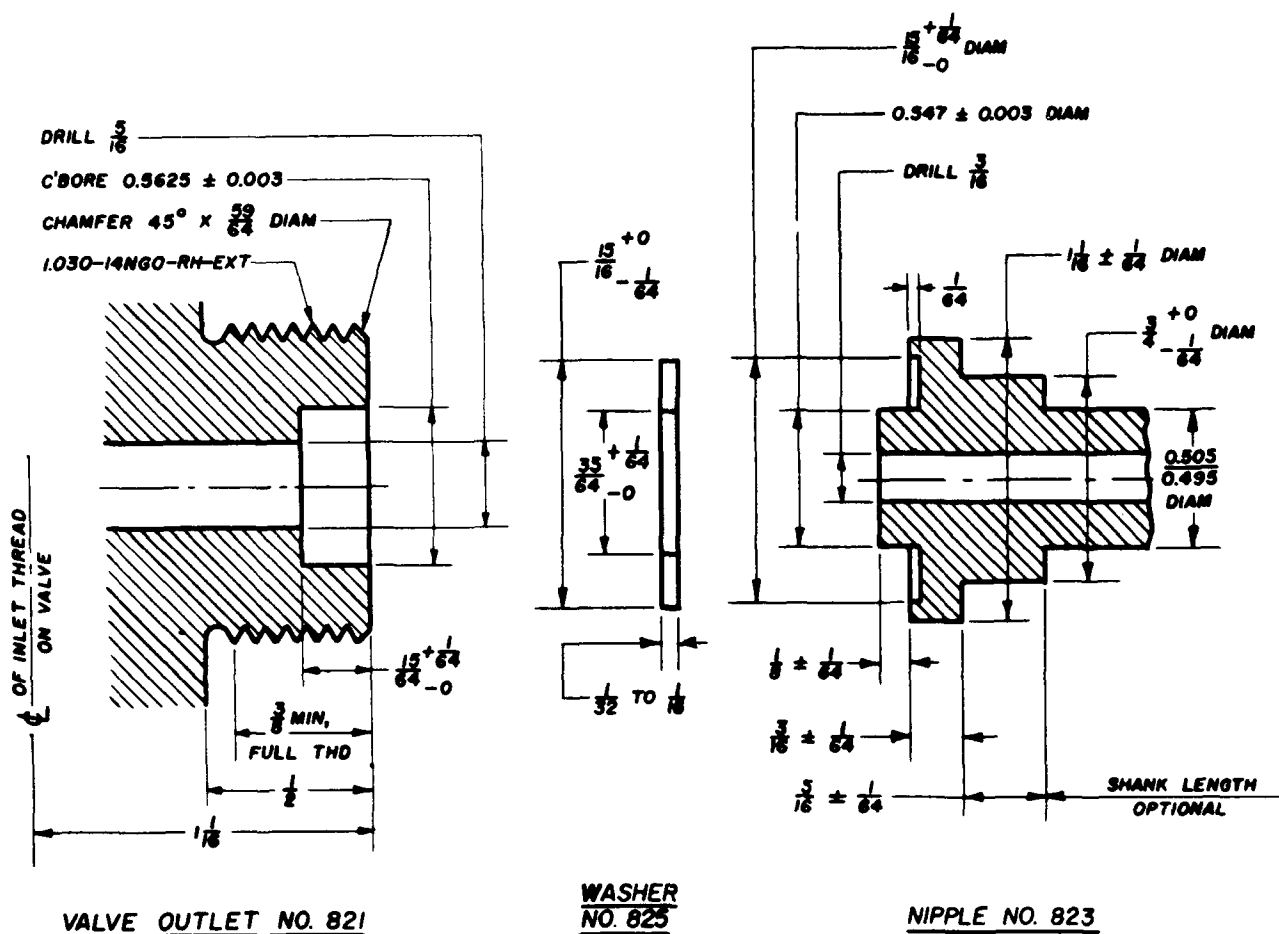 DRILL 5/16
C'BORE 0.5625 ± 0.003
CHAMFER 45° X 59/64 DIAM
1.030-14NGO-RH-EXT
℄ OF INLET THREAD
ON VALVE
15/64 +1/64 -0
3/8 MIN,
FULL THD
1/2
1 1/16
VALVE OUTLET NO. 821
15/16 +0 -1/64
35/64 +1/64 -0
1/32 TO 1/16
WASHER
NO. 825
15/16 +1/64 -0 DIAM
0.547 ± 0.003 DIAM
DRILL 3/16
1 1/16 ± 1/64 DIAM
1/64
3/4 +0 -1/64 DIAM
0.505
0.495
DIAM
1/8 ± 1/64
3/16 ± 1/64
5/16 ± 1/64
SHANK LENGTH
OPTIONAL
NIPPLE NO. 823